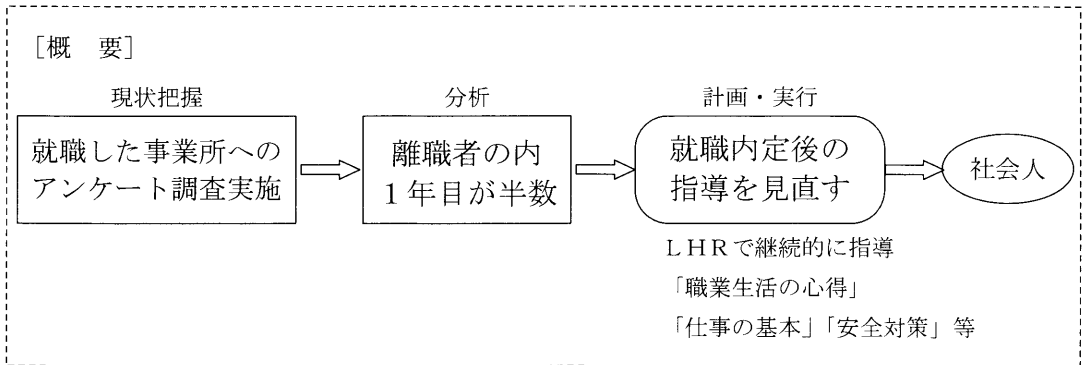 ［概　要］
現状把握
就職した事業所への
アンケート調査実施
分析
離職者の内
１年目が半数
計画・実行
就職内定後の
指導を見直す
社会人
ＬＨＲで継続的に指導
「職業生活の心得」
「仕事の基本」「安全対策」等